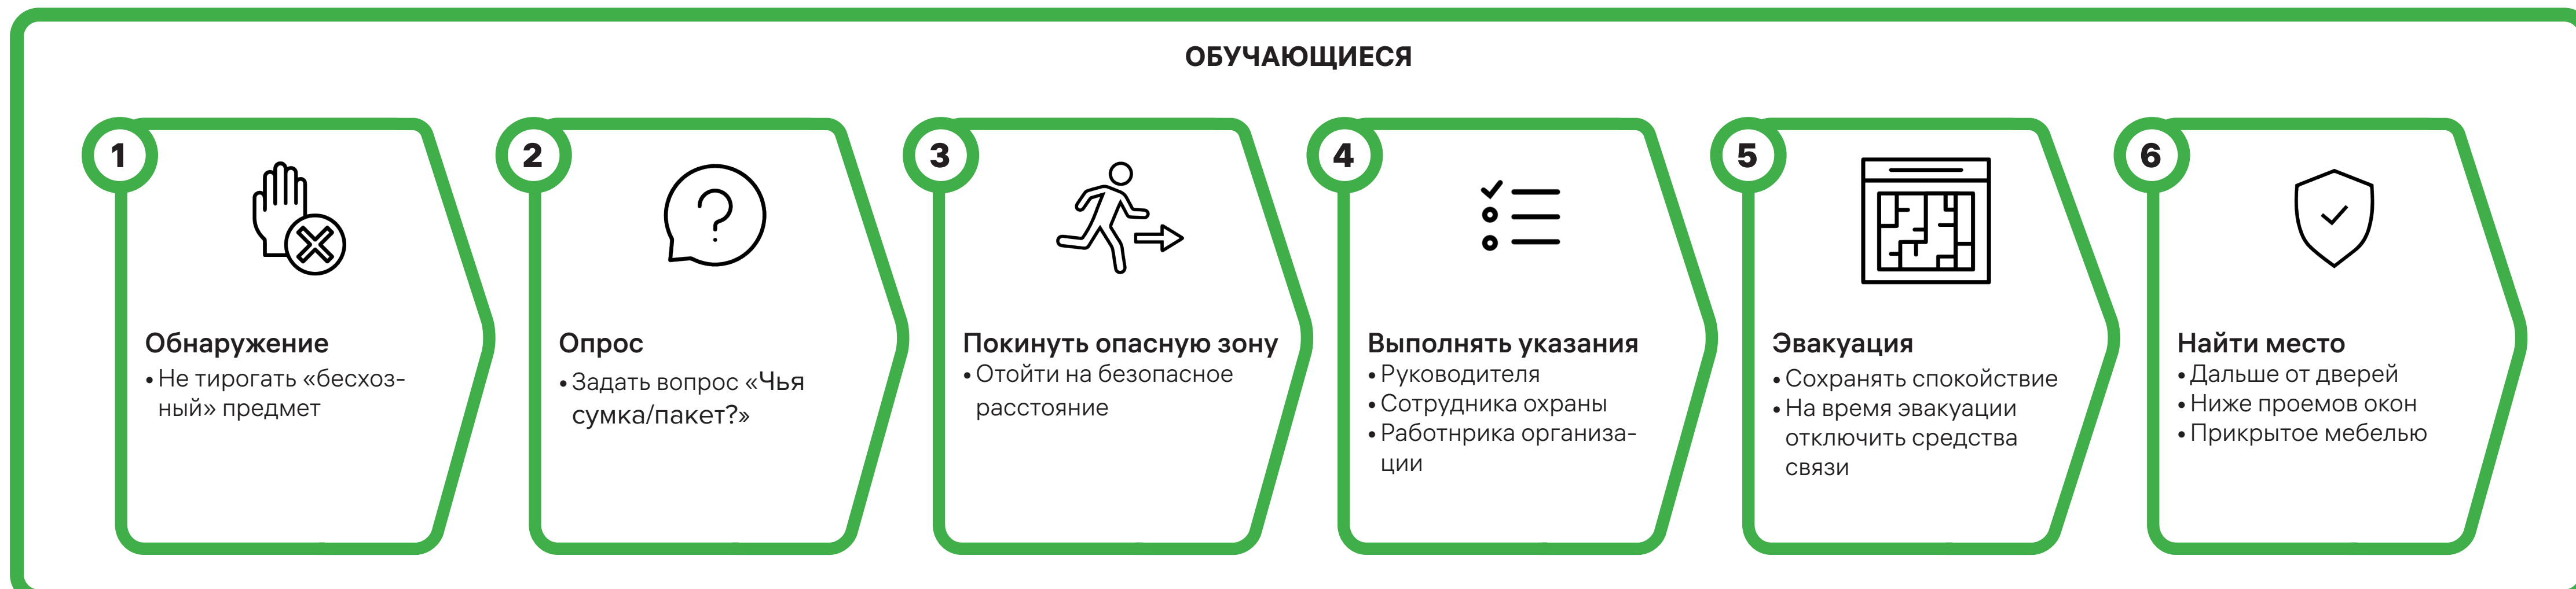 ОБУЧАЮЩИЕСЯ
1
Обнаружение
• Не тирогать «бесхоз-
ный» предмет
2
Опрос
• Задать вопрос «Чья
сумка/пакет?»
3
Покинуть опасную зону
• Отойти на безопасное
расстояние
4
Выполнять указания
• Руководителя
• Сотрудника охраны
• Работнрика организа-
ции
5
Эвакуация
• Сохранять спокойствие
• На время эвакуации
отключить средства
связи
6
Найти место
• Дальше от дверей
• Ниже проемов окон
• Прикрытое мебелью